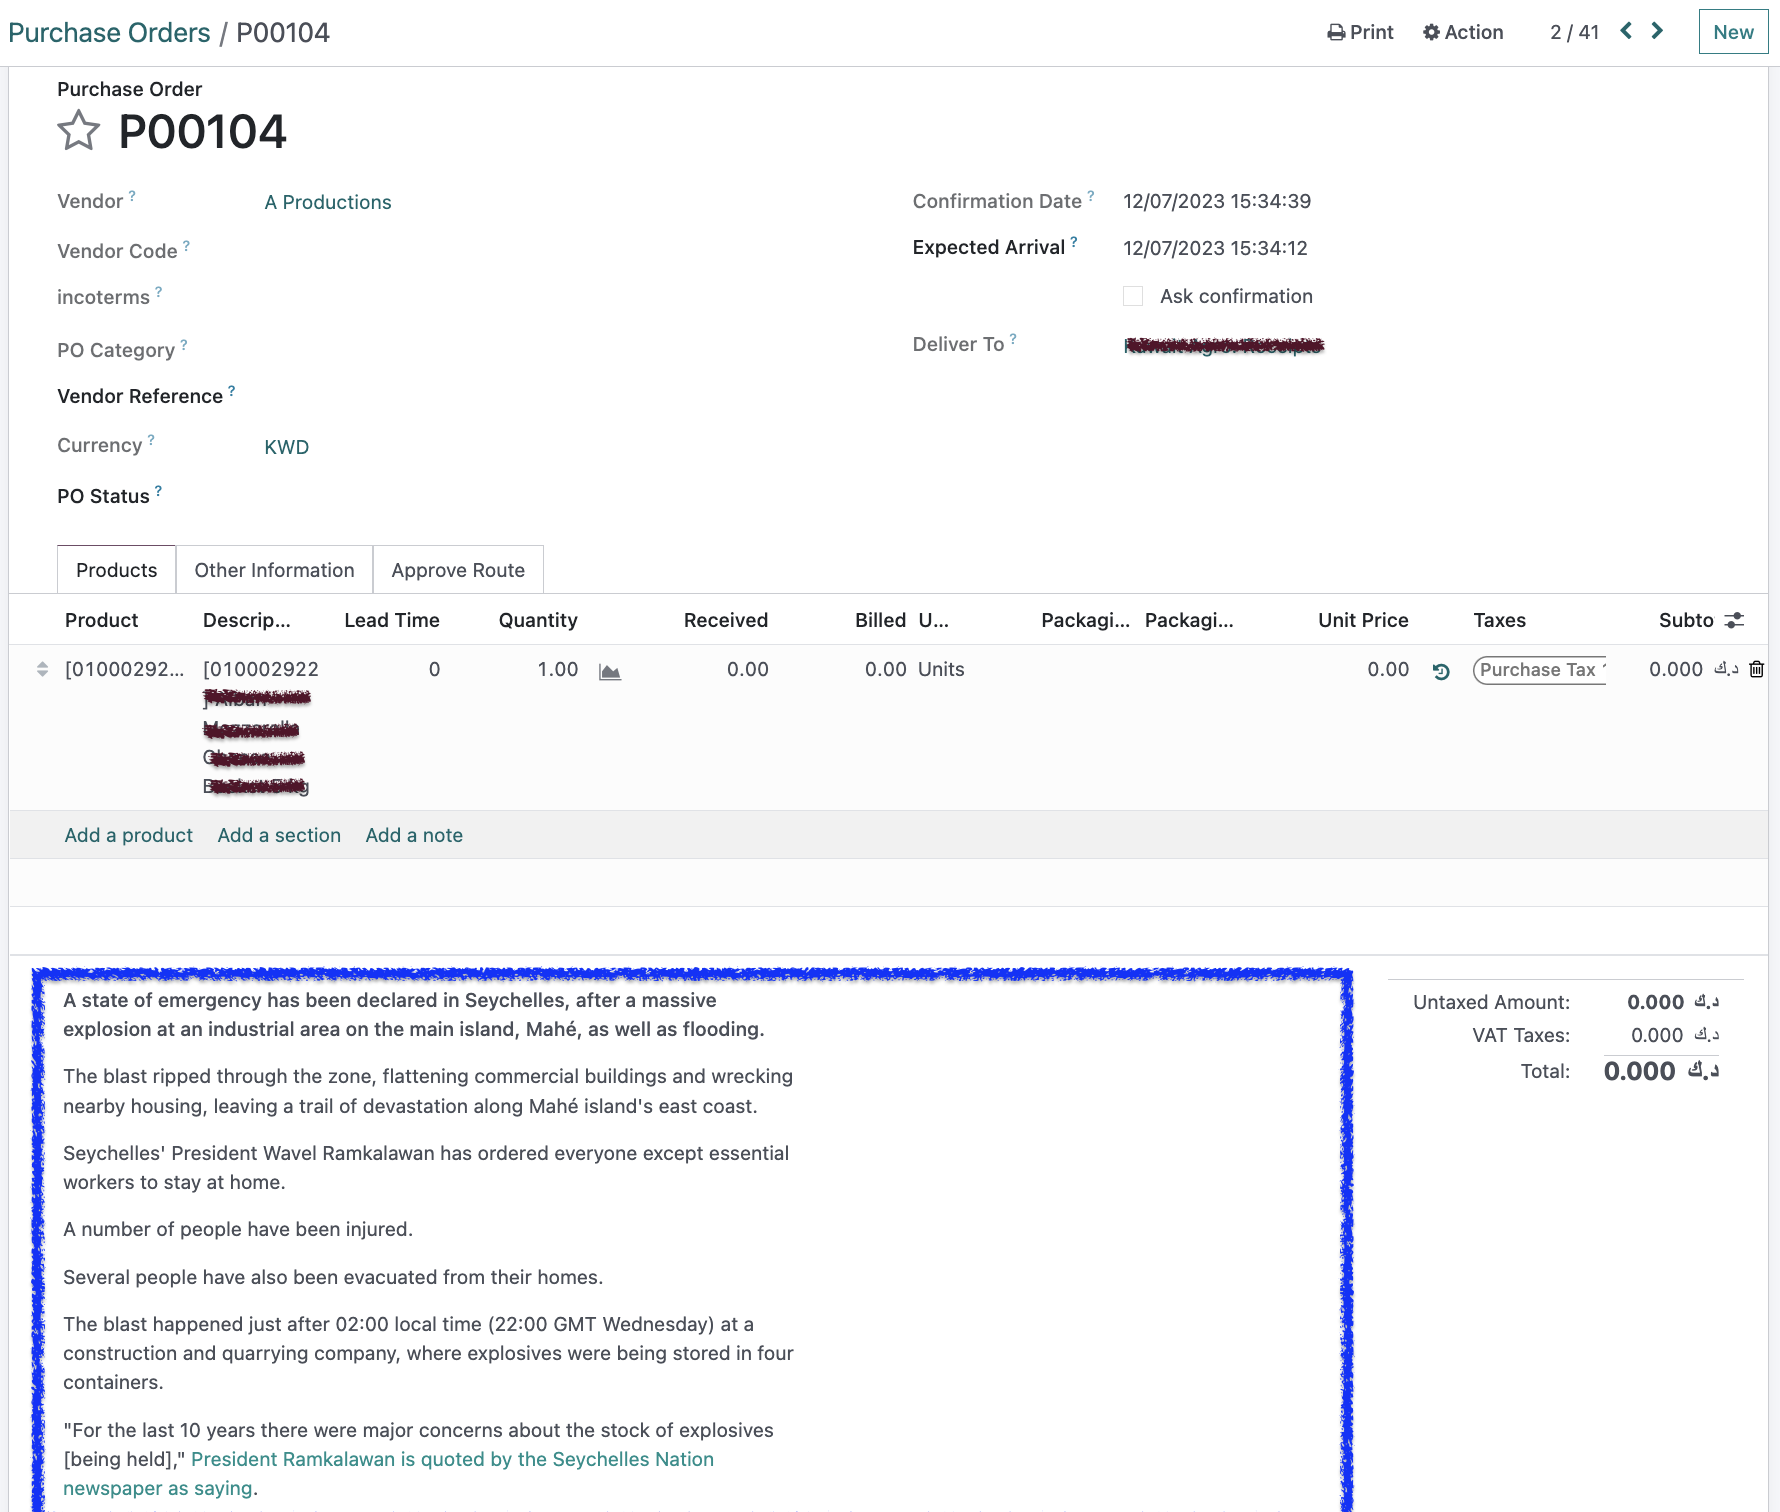 Purchase Orders / P00104
Print
Action
2 / 41
New
Purchase Order
P00104
Vendor ?
A Productions
Vendor Code ?
incoterms ?
PO Category ?
Vendor Reference ?
Currency ?
KWD
PO Status ?
Confirmation Date ?
12/07/2023 15:34:39
Expected Arrival ?
12/07/2023 15:34:12
Ask confirmation
Deliver To ?
Products
Other Information
Approve Route
Product Descrip... Lead Time Quantity Received Billed U... Packagi... Packagi... Unit Price Taxes Subto
[01000292... [010002922 0 1.00 0.00 0.00 Units 0.00 Purchase Tax 0.000 د.ك
Add a product Add a section Add a note
A state of emergency has been declared in Seychelles, after a massive
explosion at an industrial area on the main island, Mahé, as well as flooding.
The blast ripped through the zone, flattening commercial buildings and wrecking
nearby housing, leaving a trail of devastation along Mahé island's east coast.
Seychelles' President Wavel Ramkalawan has ordered everyone except essential
workers to stay at home.
A number of people have been injured.
Several people have also been evacuated from their homes.
The blast happened just after 02:00 local time (22:00 GMT Wednesday) at a
construction and quarrying company, where explosives were being stored in four
containers.
"For the last 10 years there were major concerns about the stock of explosives
[being held]," President Ramkalawan is quoted by the Seychelles Nation
newspaper as saying.
Untaxed Amount: 0.000 د.ك
VAT Taxes: 0.000 د.ك
Total: 0.000 د.ك